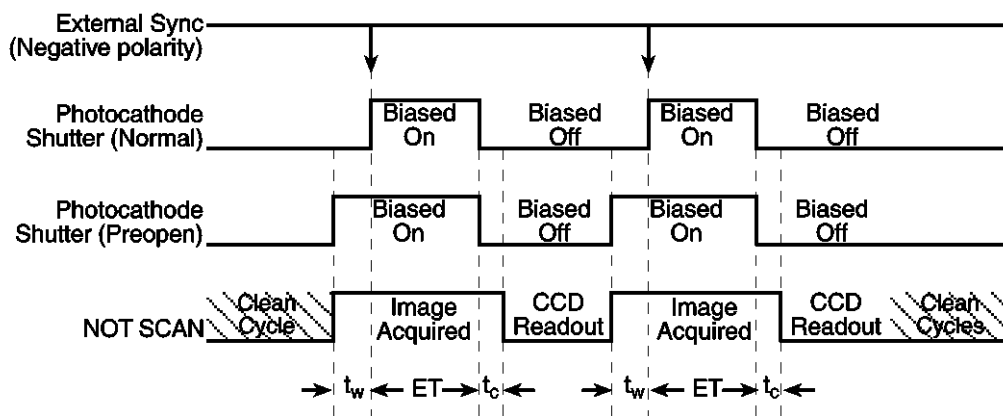 External Sync
(Negative polarity)
Photocathode
Shutter (Normal)
Biased
On
Biased
Off
Biased
On
Biased
Off
Photocathode
Shutter (Preopen)
Biased
On
Biased
Off
Biased
On
Biased
Off
NOT SCAN
Clean
Cycle
Image
Acquired
CCD
Readout
Image
Acquired
CCD
Readout
Clean
Cycles
tw
ET
tc
tw
ET
tc